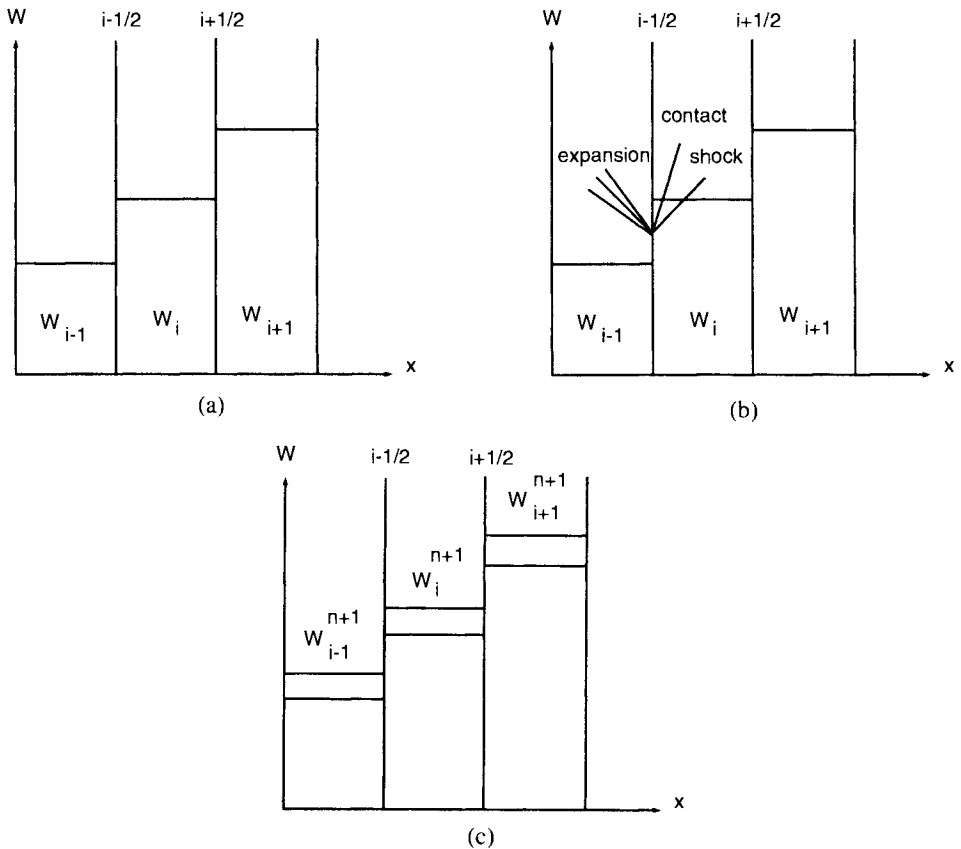 W i-1/2 i+1/2
W i-1 W i W i+1
x
(a)
W i-1/2 i+1/2
contact
expansion shock
W i-1 W i W i+1
x
(b)
W i-1/2 i+1/2
W i+1 n+1
W i n+1
W i-1 n+1
x
(c)